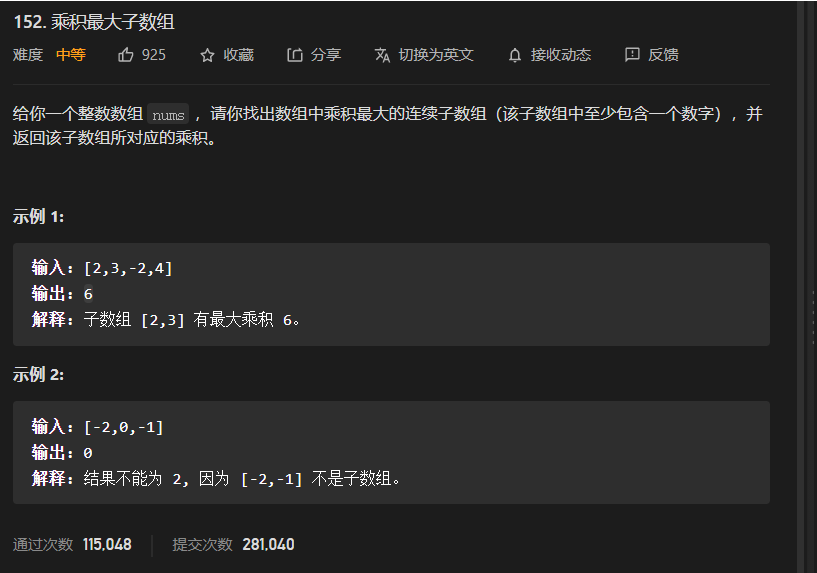 152. 乘积最大子数组
难度 中等 925 收藏 分享 切换为英文 接收动态 反馈
给你一个整数数组 nums ，请你找出数组中乘积最大的连续子数组（该子数组中至少包含一个数字），并
返回该子数组所对应的乘积。
示例 1:
输入: [2,3,-2,4]
输出: 6
解释: 子数组 [2,3] 有最大乘积 6。
示例 2:
输入: [-2,0,-1]
输出: 0
解释: 结果不能为 2, 因为 [-2,-1] 不是子数组。
通过次数 115,048 提交次数 281,040